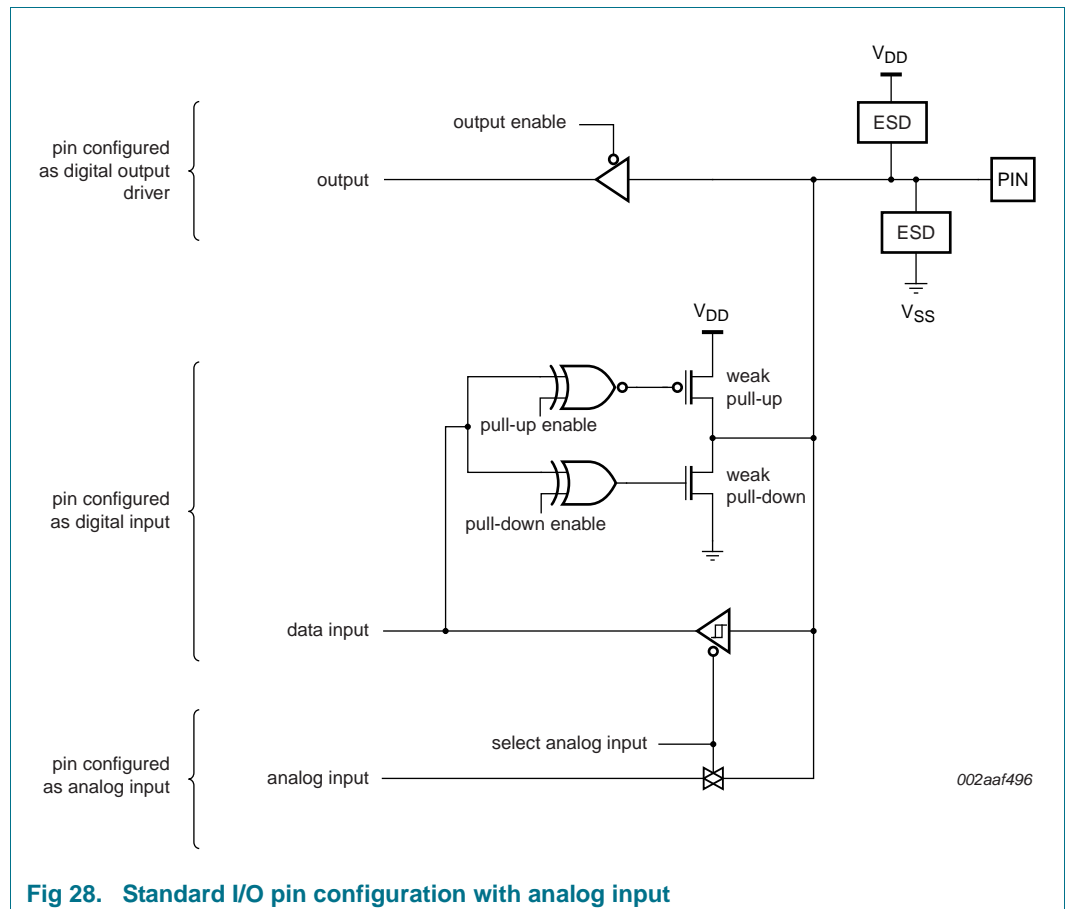 VDD
ESD
output enable
pin configured
as digital output
driver
output
PIN
ESD
VSS
VDD
weak
pull-up
pull-up enable
weak
pull-down
pin configured
as digital input
pull-down enable
data input
select analog input
pin configured
as analog input
analog input
002aaf496
Fig 28. Standard I/O pin configuration with analog input